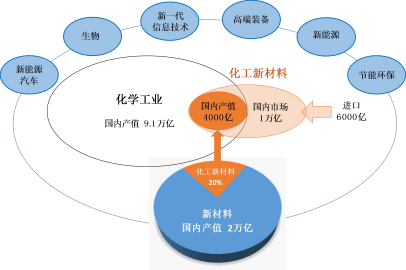 新一代
信息技术
高端装备
生物
新能源
新能源
汽车
节能环保
化工新材料
化学工业
国内产值 9.1万亿
国内产值
4000亿
国内市场
1万亿
进口
6000亿
化工新材料
20%
新材料
国内产值 2万亿